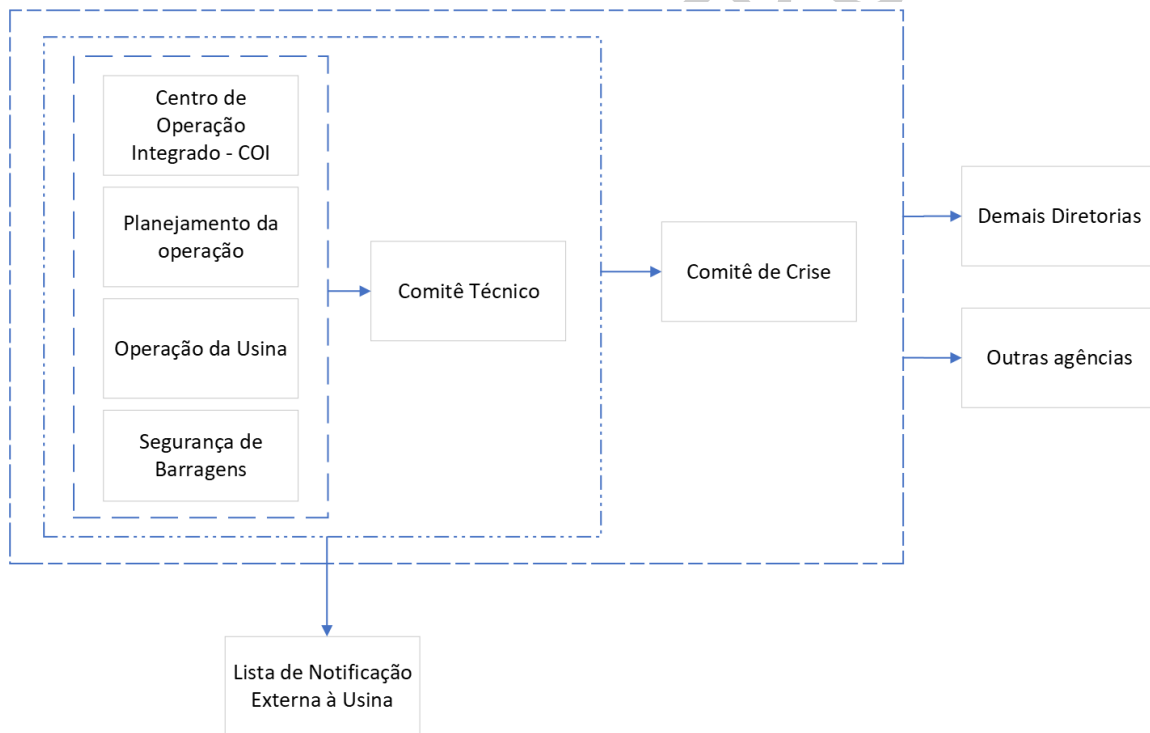 Centro de
Operação
Integrado - COI
Planejamento da
operação
Operação da Usina
Segurança de
Barragens
Comitê Técnico
Comitê de Crise
Demais Diretorias
Outras agências
Lista de Notificação
Externa à Usina